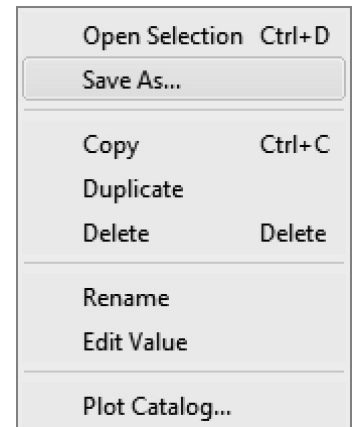 Open Selection Ctrl+D
Save As...
Copy Ctrl+C
Duplicate
Delete Delete
Rename
Edit Value
Plot Catalog...